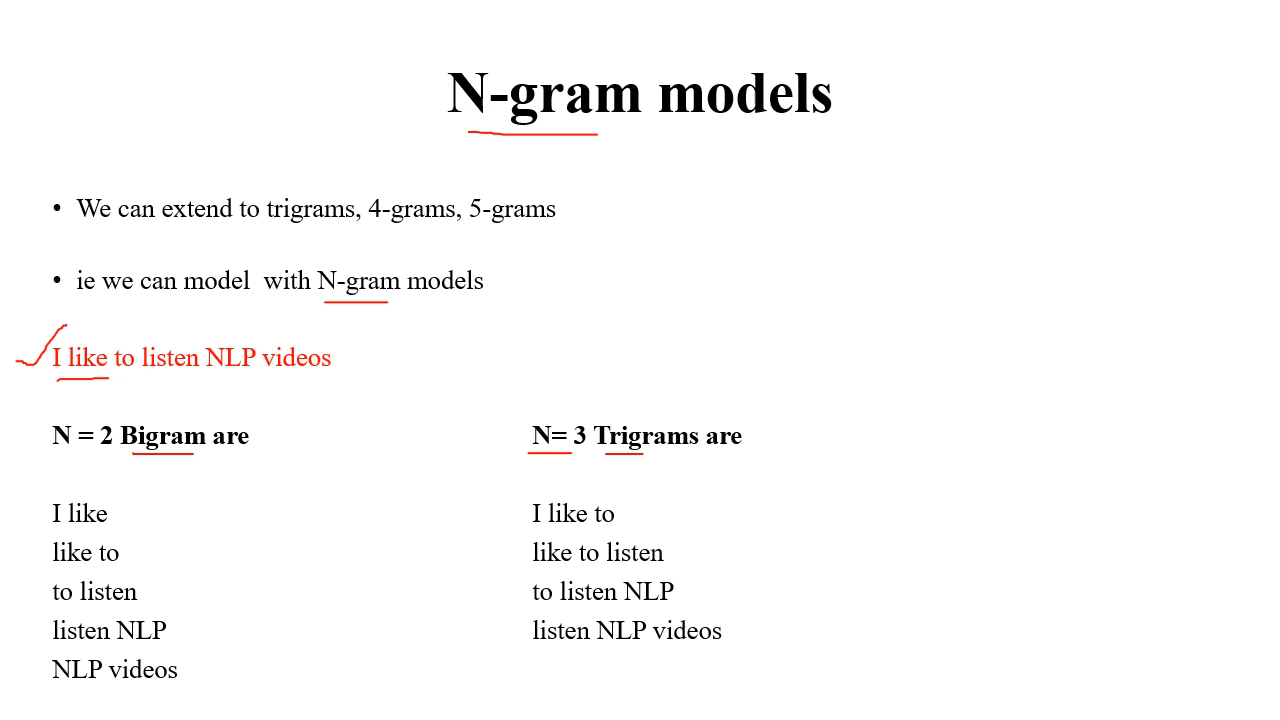 N-gram models
• We can extend to trigrams, 4-grams, 5-grams
• ie we can model  with N-gram models
I like to listen NLP videos
N = 2 Bigram are
I like
like to
to listen
listen NLP
NLP videos
N= 3 Trigrams are
I like to
like to listen
to listen NLP
listen NLP videos